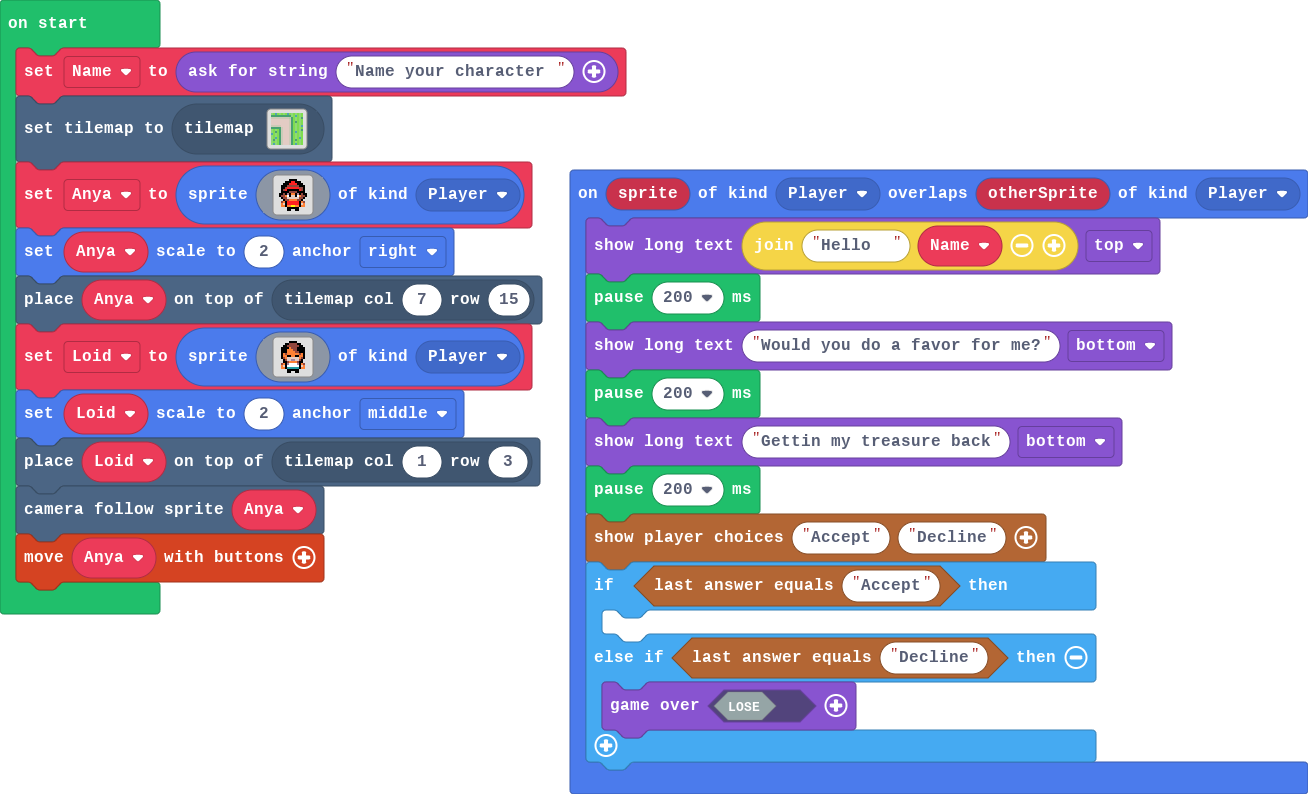 on start
set Name to ask for string "Name your character "
set tilemap to tilemap
set Anya to sprite of kind Player
set Anya scale to 2 anchor right
place Anya on top of tilemap col 7 row 15
set Loid to sprite of kind Player
set Loid scale to 2 anchor middle
place Loid on top of tilemap col 1 row 3
camera follow sprite Anya
move Anya with buttons
on sprite of kind Player overlaps otherSprite of kind Player
show long text join "Hello " Name top
pause 200 ms
show long text "Would you do a favor for me?" bottom
pause 200 ms
show long text "Gettin my treasure back" bottom
pause 200 ms
show player choices "Accept" "Decline"
if last answer equals "Accept" then
else if last answer equals "Decline" then
game over LOSE